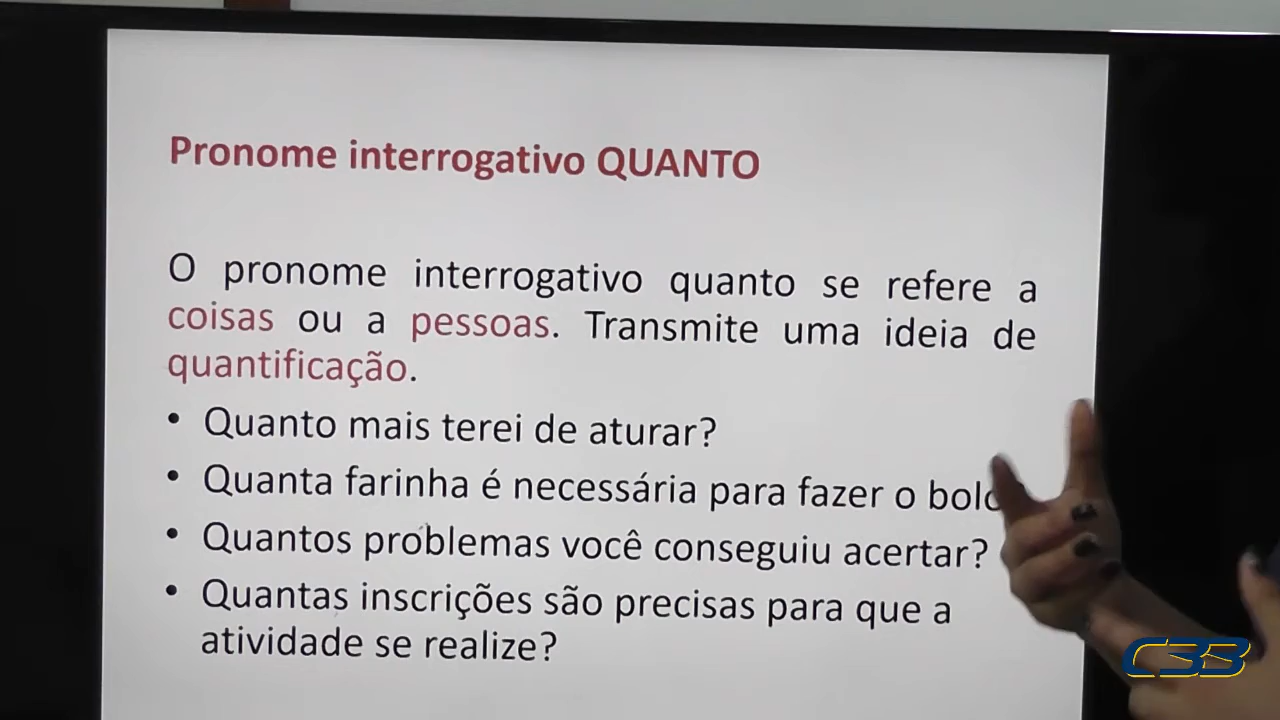 Pronome interrogativo QUANTO
O pronome interrogativo quanto se refere a
coisas ou a pessoas. Transmite uma ideia de
quantificação.
• Quanto mais terei de aturar?
• Quanta farinha é necessária para fazer o bolo
• Quantos problemas você conseguiu acertar?
• Quantas inscrições são precisas para que a
atividade se realize?
C33